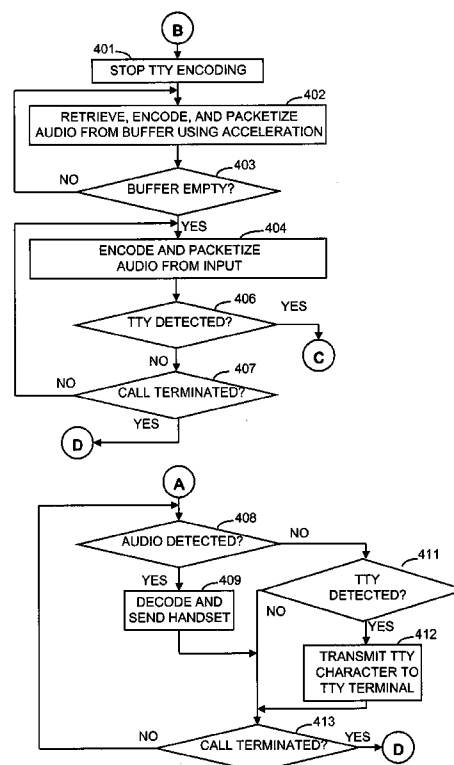 B
401
STOP TTY ENCODING
402
RETRIEVE, ENCODE, AND PACKETIZE
AUDIO FROM BUFFER USING ACCELERATION
403
NO
BUFFER EMPTY?
YES
404
ENCODE AND PACKETIZE
AUDIO FROM INPUT
406
YES
TTY DETECTED?
C
NO
407
NO
CALL TERMINATED?
YES
D
A
408
NO
AUDIO DETECTED?
411
YES
409
TTY
DETECTED?
DECODE AND
SEND HANDSET
NO
YES
412
TRANSMIT TTY
CHARACTER TO
TTY TERMINAL
413
NO
CALL TERMINATED?
YES
D